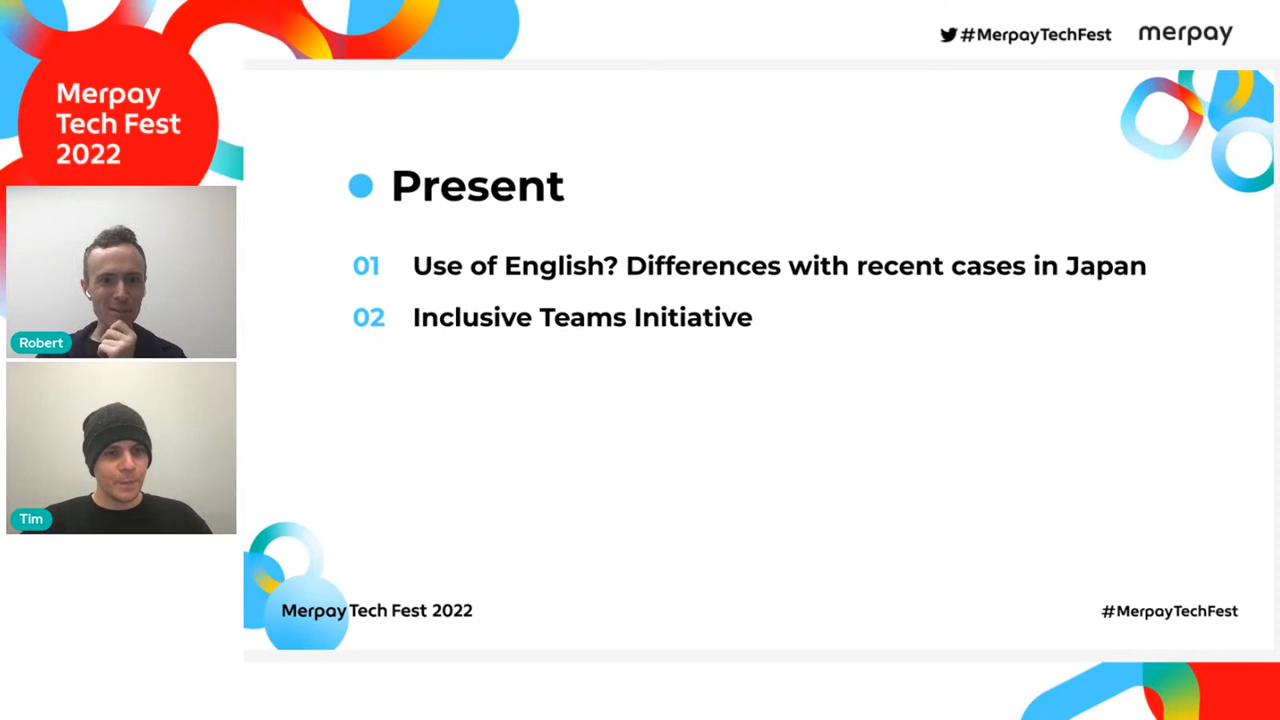 #MerpayTechFest merpay
Merpay
Tech Fest
2022
Robert
Tim
Present
01 Use of English? Differences with recent cases in Japan
02 Inclusive Teams Initiative
Merpay Tech Fest 2022
#MerpayTechFest